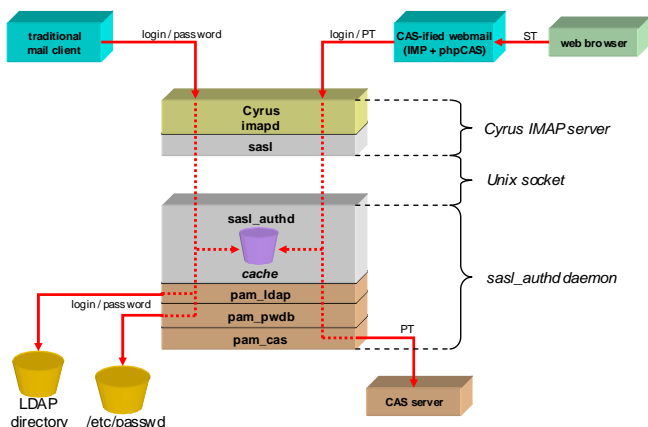 traditional
mail client
login / password
login / PT
CAS-ified webmail
(IMP + phpCAS)
ST
web browser
Cyrus
imapd
sasl
Cyrus IMAP server
Unix socket
sasl_authd
cache
sasl_authd daemon
pam_ldap
pam_pwdb
pam_cas
login / password
PT
LDAP
directory
/etc/passwd
CAS server